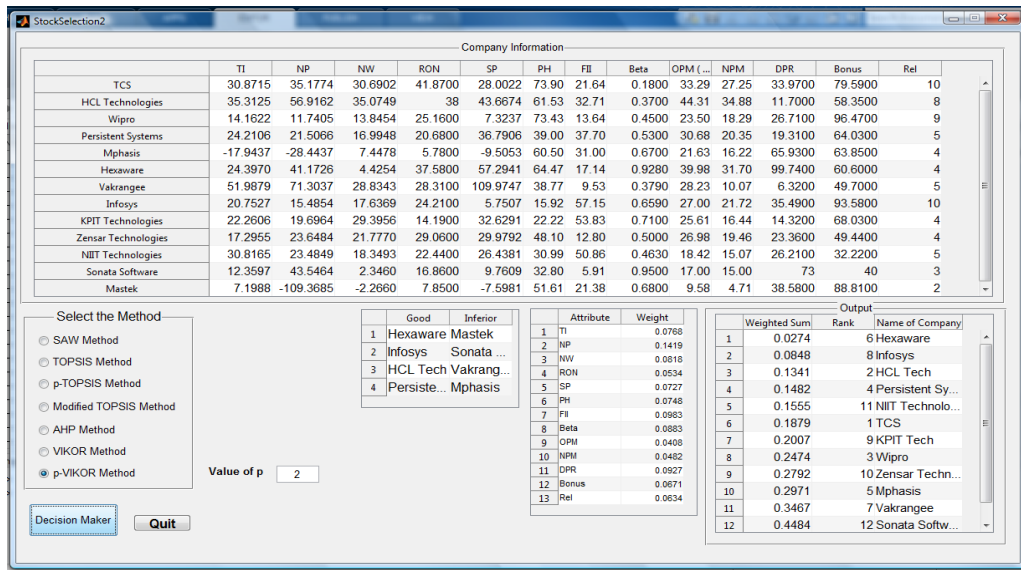 StockSelection2
Company Information
TI NP NW RON SP PH FII Beta OPM ( ... NPM DPR Bonus Rel
TCS 30.8715 35.1774 30.6902 41.8700 28.0022 73.90 21.64 0.1800 33.29 27.25 33.9700 79.5900 10
HCL Technologies 35.3125 56.9162 35.0749 38 43.6674 61.53 32.71 0.3700 44.31 34.88 11.7000 58.3500 8
Wipro 14.1622 11.7405 13.8454 25.1600 7.3237 73.43 13.64 0.4500 23.50 18.29 26.7100 96.4700 9
Persistent Systems 24.2106 21.5066 16.9948 20.6800 36.7906 39.00 37.70 0.5300 30.68 20.35 19.3100 64.0300 5
Mphasis -17.9437 -28.4437 7.4478 5.7800 -9.5053 60.50 31.00 0.6700 21.63 16.22 65.9300 63.8500 4
Hexaware 24.3970 41.1726 4.4254 37.5800 57.2941 64.47 17.14 0.9280 39.98 31.70 99.7400 60.6000 4
Vakrangee 51.9879 71.3037 28.8343 28.3100 109.9747 38.77 9.53 0.3790 28.23 10.07 6.3200 49.7000 5
Infosys 20.7527 15.4854 17.6369 24.2100 5.7507 15.92 57.15 0.6590 27.00 21.72 35.4900 93.5800 10
KPIT Technologies 22.2606 19.6964 29.3956 14.1900 32.6291 22.22 53.83 0.7100 25.61 16.44 14.3200 68.0300 4
Zensar Technologies 17.2955 23.6484 21.7770 29.0600 29.9792 48.10 12.80 0.5000 26.98 19.46 23.3600 49.4400 4
NIIT Technologies 30.8165 23.4849 18.3493 22.4400 26.4381 30.99 50.86 0.4630 18.42 15.07 26.2100 32.2200 5
Sonata Software 12.3597 43.5464 2.3460 16.8600 9.7609 32.80 5.91 0.9500 17.00 15.00 73 40 3
Mastek 7.1988 -109.3685 -2.2660 7.8500 -7.5981 51.61 21.38 0.6800 9.58 4.71 38.5800 88.8100 2
Select the Method
SAW Method
TOPSIS Method
p-TOPSIS Method
Modified TOPSIS Method
AHP Method
VIKOR Method
p-VIKOR Method
Decision Maker
Quit
Value of p 2
Good Inferior
1 Hexaware Mastek
2 Infosys Sonata ...
3 HCL Tech Vakrang...
4 Persiste... Mphasis
Attribute Weight
1 TI 0.0768
2 NP 0.1419
3 NW 0.0818
4 RON 0.0534
5 SP 0.0727
6 PH 0.0748
7 FII 0.0983
8 Beta 0.0883
9 OPM 0.0408
10 NPM 0.0482
11 DPR 0.0927
12 Bonus 0.0671
13 Rel 0.0634
Output
Weighted Sum Rank Name of Company
1 0.0274 6 Hexaware
2 0.0848 8 Infosys
3 0.1341 2 HCL Tech
4 0.1482 4 Persistent Sy...
5 0.1555 11 NIIT Technolo...
6 0.1879 1 TCS
7 0.2007 9 KPIT Tech
8 0.2474 3 Wipro
9 0.2792 10 Zensar Techn...
10 0.2971 5 Mphasis
11 0.3467 7 Vakrangee
12 0.4484 12 Sonata Softw...